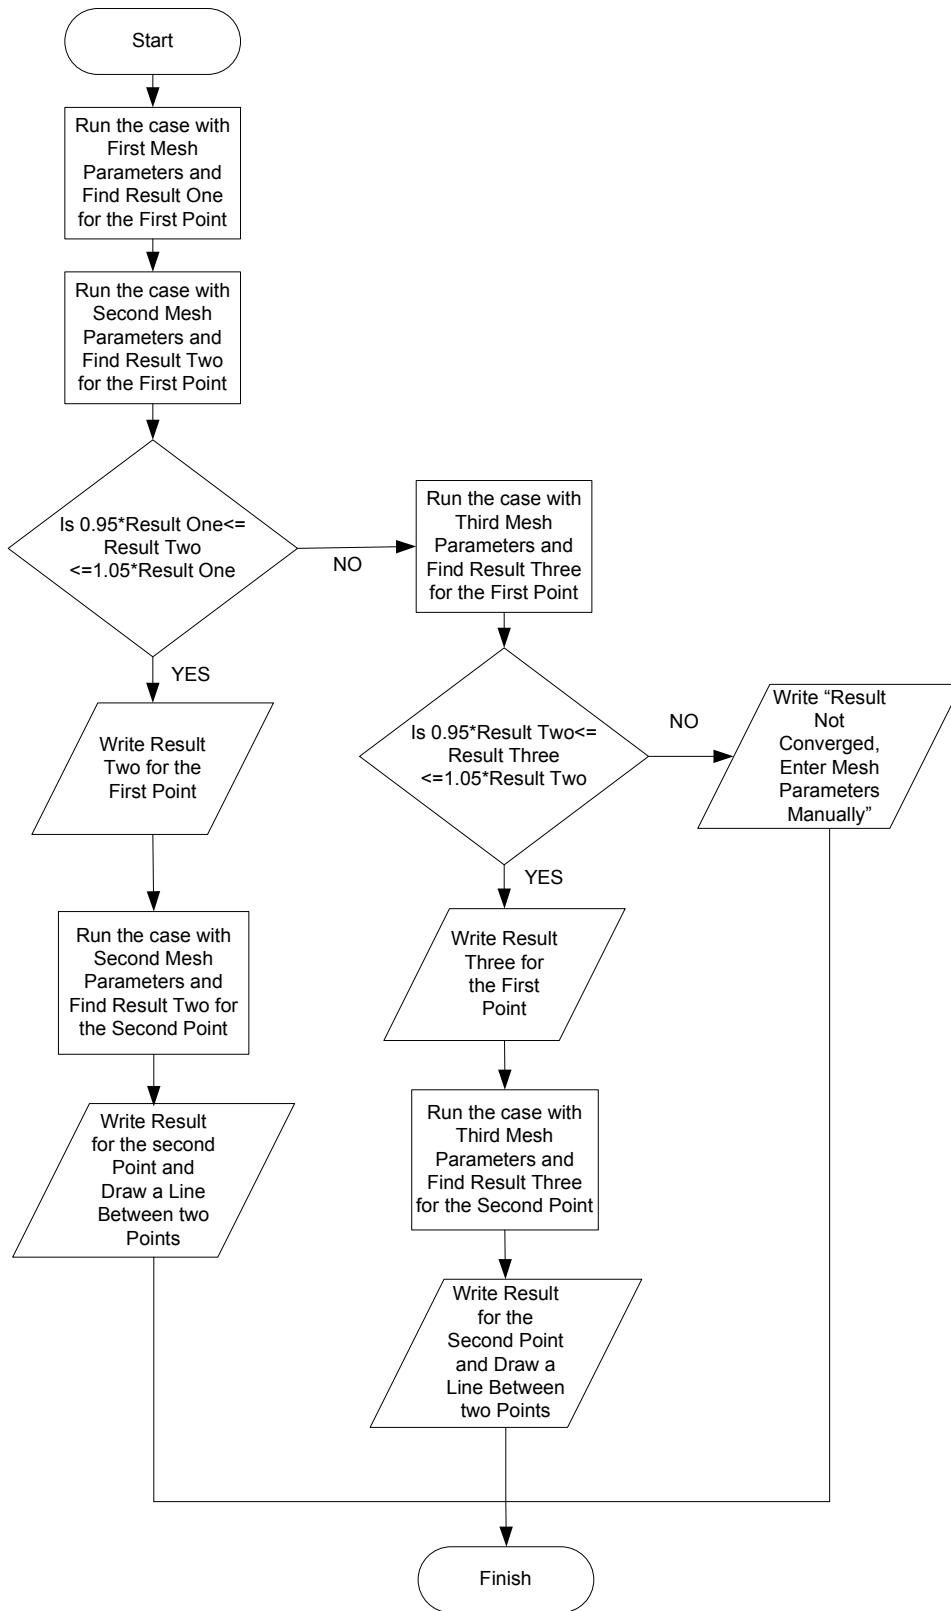 Start
Run the case with
First Mesh
Parameters and
Find Result One
for the First Point
Run the case with
Second Mesh
Parameters and
Find Result Two
for the First Point
Is 0.95*Result One<=
Result Two
<=1.05*Result One
NO
YES
Run the case with
Third Mesh
Parameters and
Find Result Three
for the First Point
Is 0.95*Result Two<=
Result Three
<=1.05*Result Two
NO
YES
Write “Result
Not
Converged,
Enter Mesh
Parameters
Manually”
Write Result
Two for the
First Point
Run the case with
Second Mesh
Parameters and
Find Result Two for
the Second Point
Write Result
for the second
Point and
Draw a Line
Between two
Points
Write Result
Three for
the First
Point
Run the case with
Third Mesh
Parameters and
Find Result Three
for the Second Point
Write Result
for the
Second Point
and Draw a
Line Between
two Points
Finish